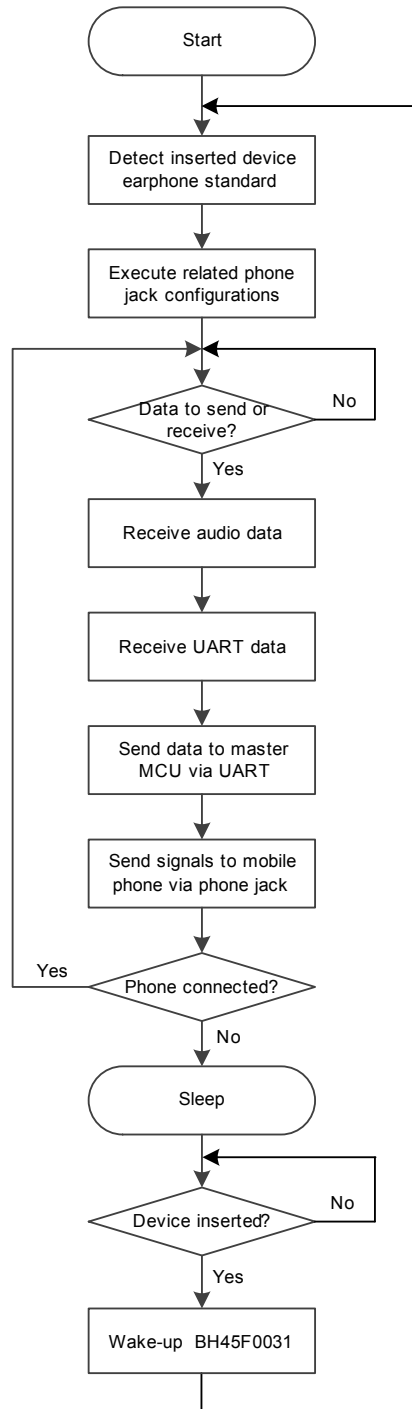 Start
Detect inserted device
earphone standard
Execute related phone
jack configurations
Data to send or
receive?
No
Yes
Receive audio data
Receive UART data
Send data to master
MCU via UART
Send signals to mobile
phone via phone jack
Yes
Phone connected?
No
Sleep
No
Device inserted?
Yes
Wake-up BH45F0031